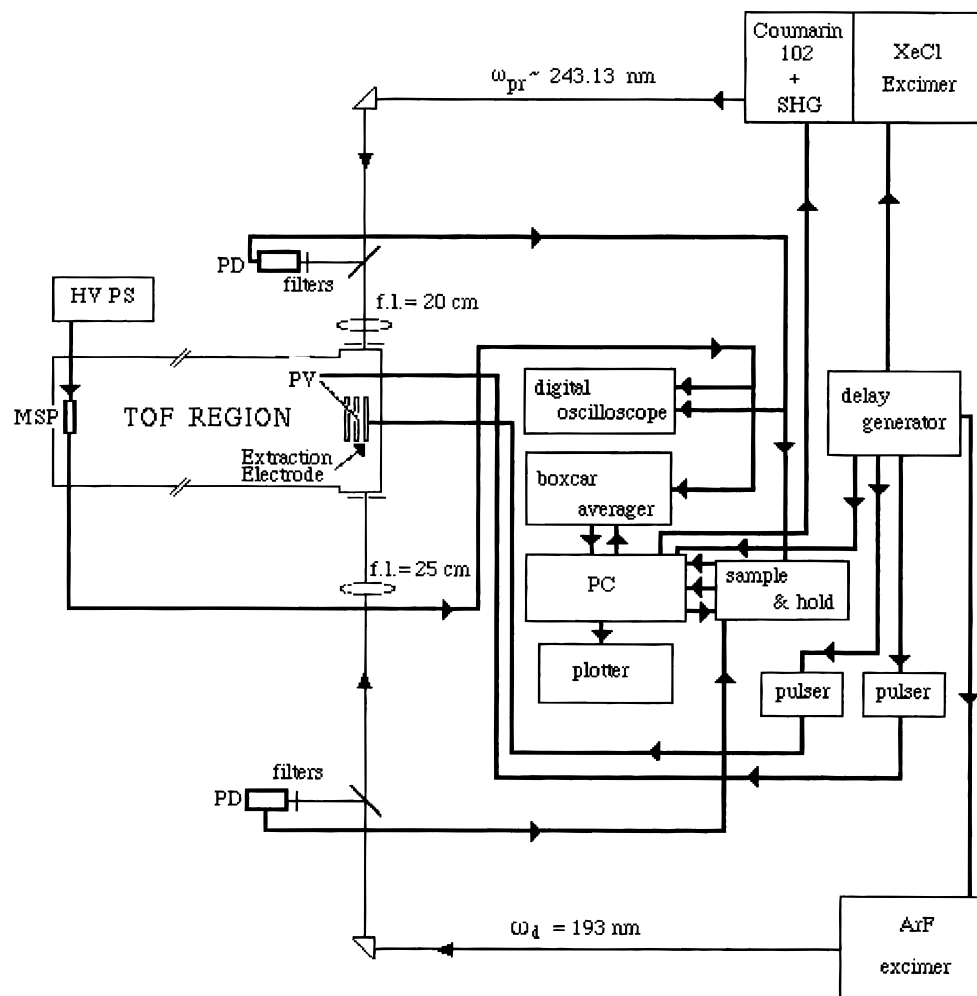 Coumarin
102
+
SHG
XeCl
Excimer
ω_pr ~ 243.13 nm
PD
filters
f.l. = 20 cm
HV PS
MSP
TOF REGION
PV
Extraction
Electrode
digital
oscilloscope
delay
generator
boxcar
averager
f.l. = 25 cm
PC
sample
& hold
plotter
pulser
pulser
filters
PD
ω_d = 193 nm
ArF
excimer